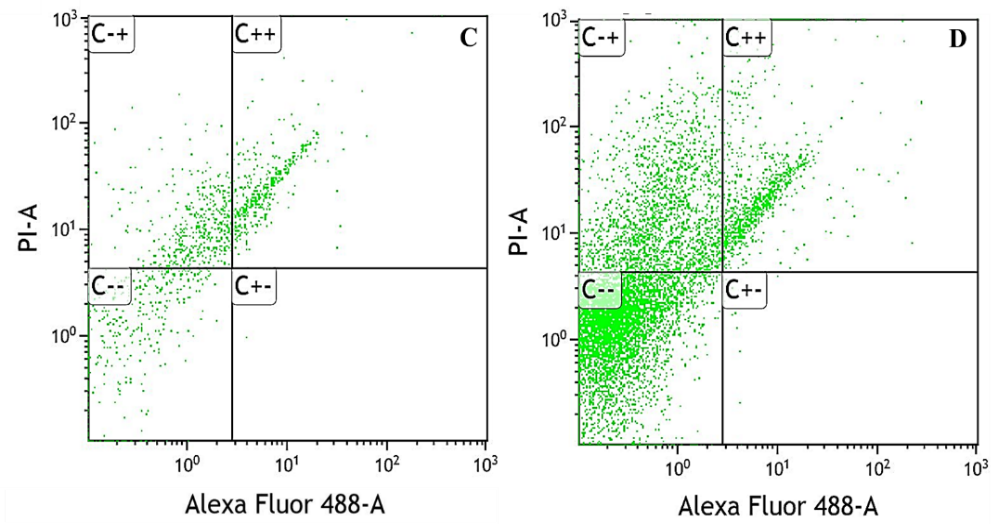 C-+ C++ C
C-- C+-
10³
10²
10¹
10⁰
PI-A
10⁰ 10¹ 10² 10³
Alexa Fluor 488-A
C-+ C++ D
C-- C+-
10³
10²
10¹
10⁰
PI-A
10⁰ 10¹ 10² 10³
Alexa Fluor 488-A